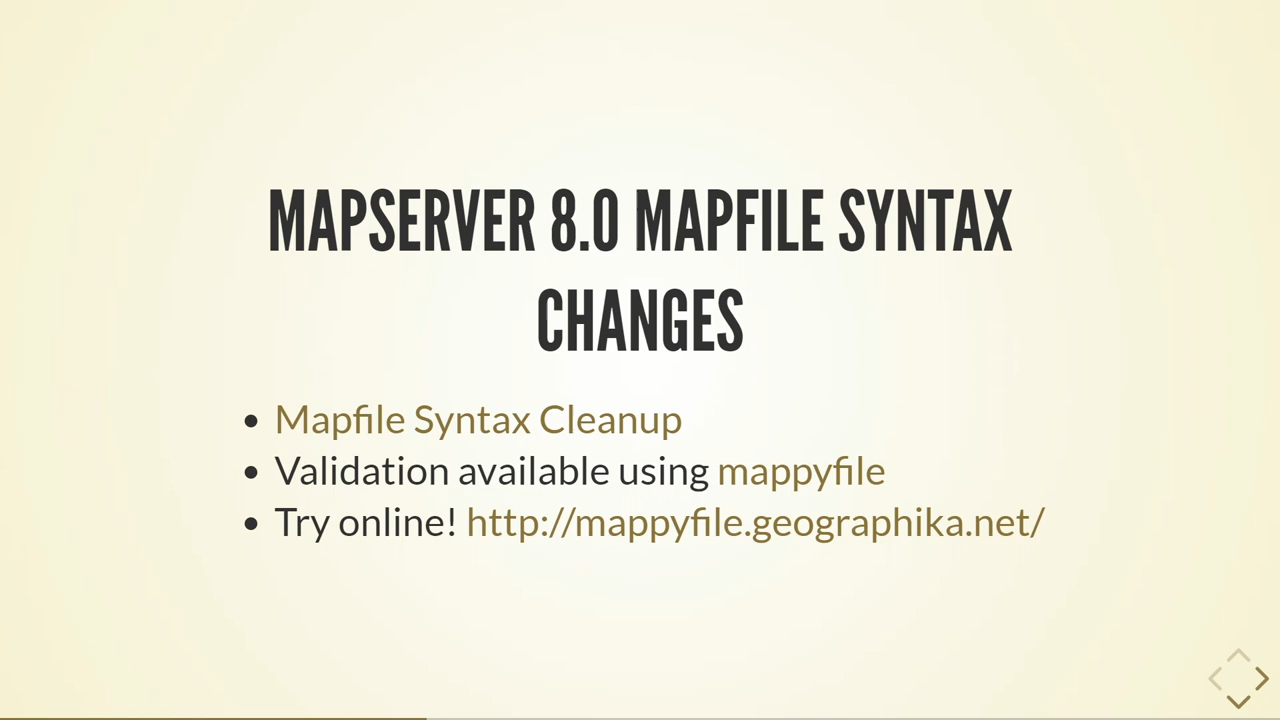 MAPSERVER 8.0 MAPFILE SYNTAX
CHANGES
• Mapfile Syntax Cleanup
• Validation available using mappyfile
• Try online! http://mappyfile.geographika.net/